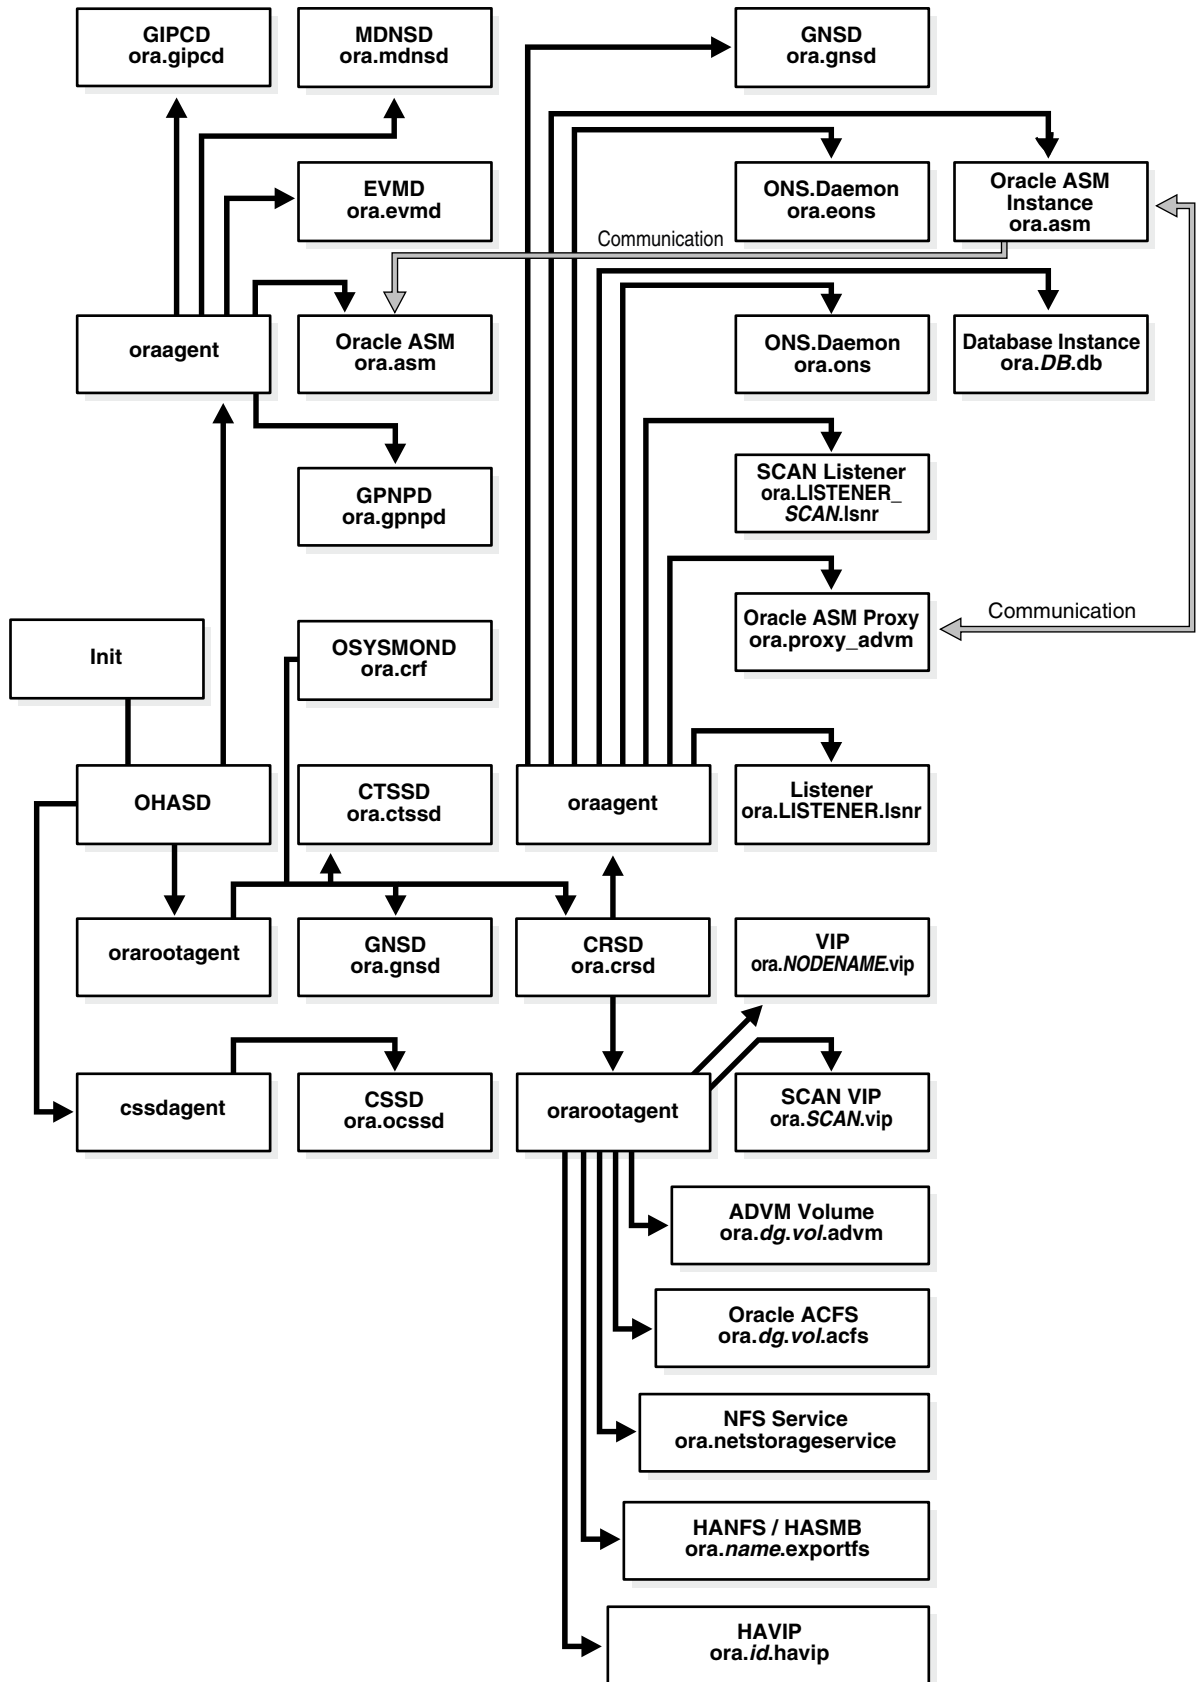 GIPCD
ora.gipcd
MDNSD
ora.mdnsd
GNSD
ora.gnsd
EVMD
ora.evmd
ONS.Daemon
ora.eons
Oracle ASM
Instance
ora.asm
Communication
oraagent
Oracle ASM
ora.asm
ONS.Daemon
ora.ons
Database Instance
ora.DB.db
GPNPD
ora.gpnpd
SCAN Listener
ora.LISTENER_
SCAN.lsnr
Oracle ASM Proxy
ora.proxy_advm
Communication
Init
OSYSMOND
ora.crf
OHASD
CTSSD
ora.ctssd
oraagent
Listener
ora.LISTENER.lsnr
orarootagent
GNSD
ora.gnsd
CRSD
ora.crsd
VIP
ora.NODENAME.vip
cssdagent
CSSD
ora.ocssd
orarootagent
SCAN VIP
ora.SCAN.vip
ADVM Volume
ora.dg.vol.advm
Oracle ACFS
ora.dg.vol.acfs
NFS Service
ora.netstorageservice
HANFS / HASMB
ora.name.exportfs
HAVIP
ora.id.havip